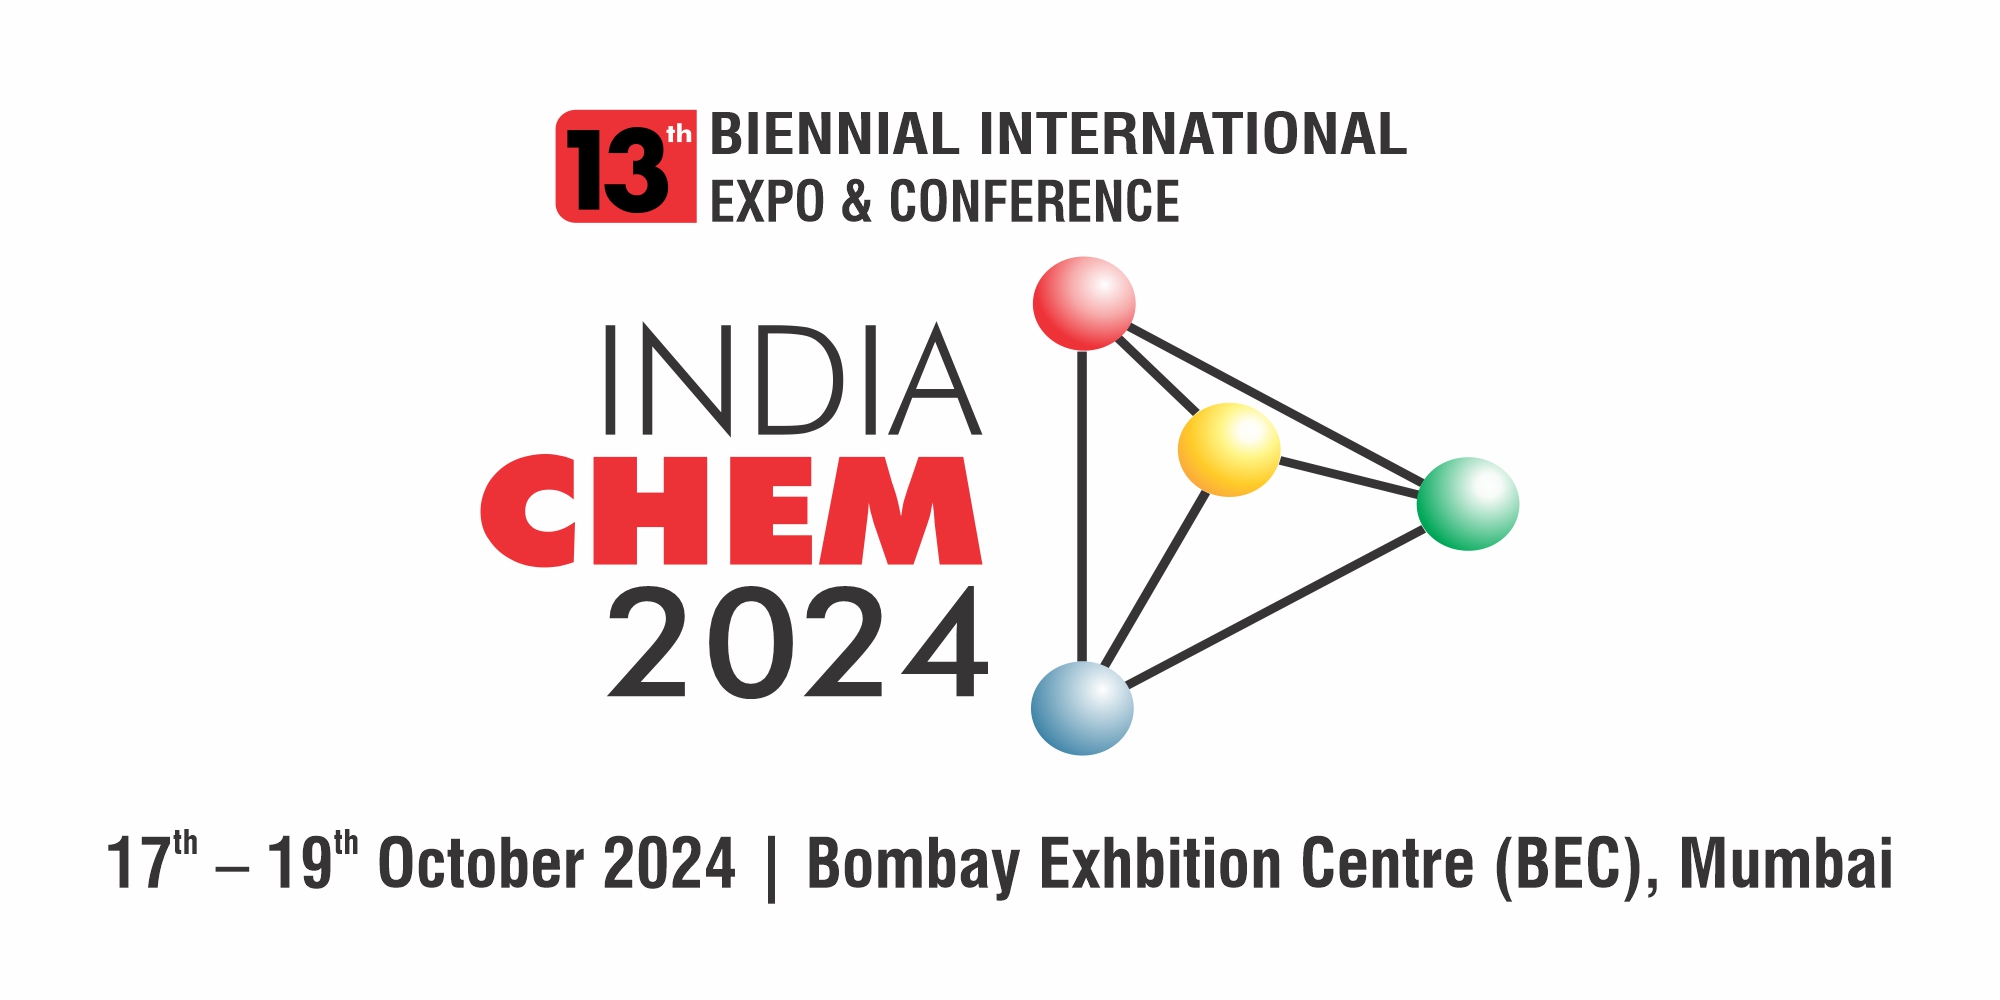 13th BIENNIAL INTERNATIONAL
EXPO & CONFERENCE
INDIA
CHEM
2024
17th – 19th October 2024 | Bombay Exhbition Centre (BEC), Mumbai